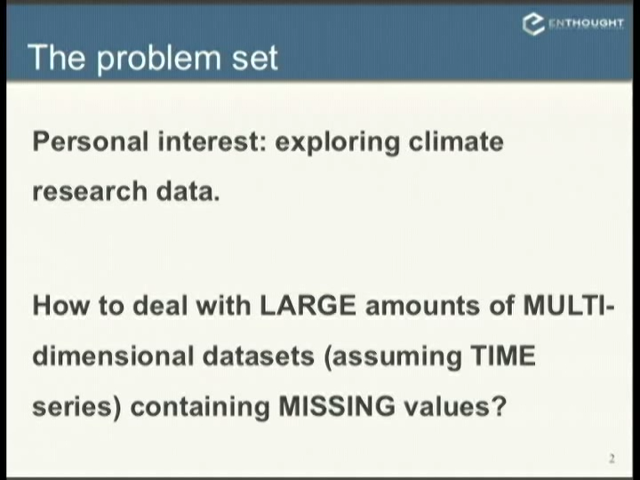 ENTHOUGHT
The problem set
Personal interest: exploring climate
research data.
How to deal with LARGE amounts of MULTI-
dimensional datasets (assuming TIME
series) containing MISSING values?
2